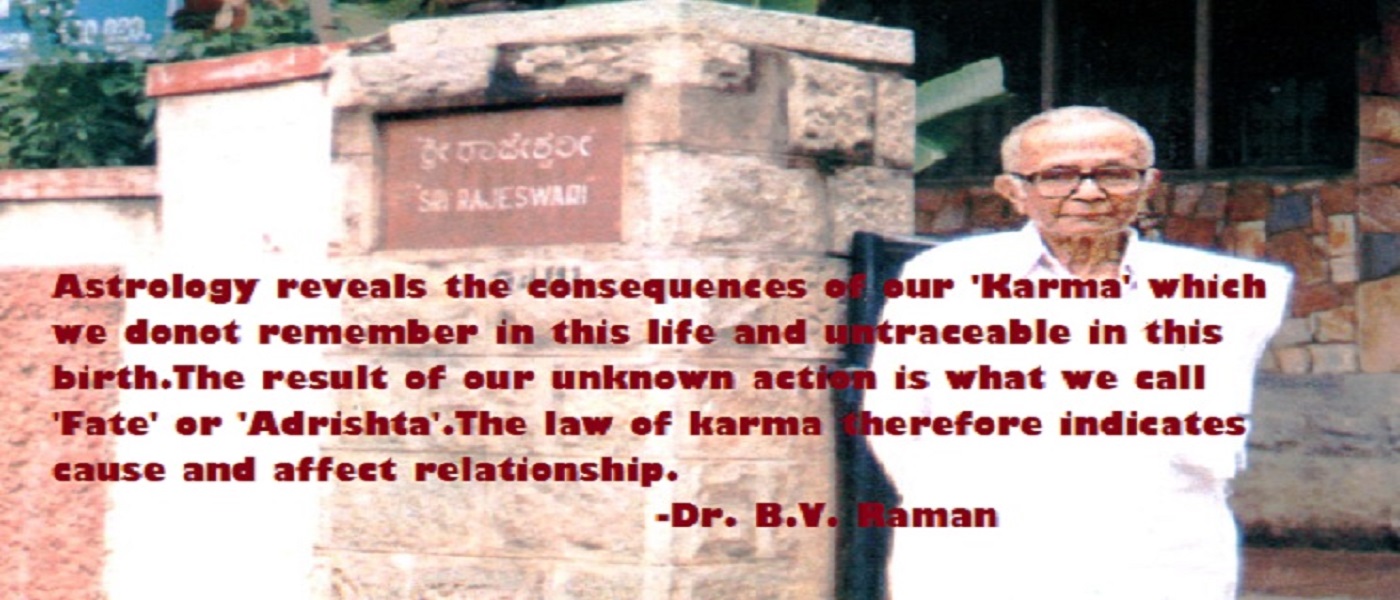 ಶ್ರೀ ರಾಜೇಶ್ವರೀ
"SRI RAJESWARI"
Astrology reveals the consequences of our 'Karma' which
we donot remember in this life and untraceable in this
birth.The result of our unknown action is what we call
'Fate' or 'Adrishta'.The law of karma therefore indicates
cause and affect relationship.
-Dr. B.V. Raman